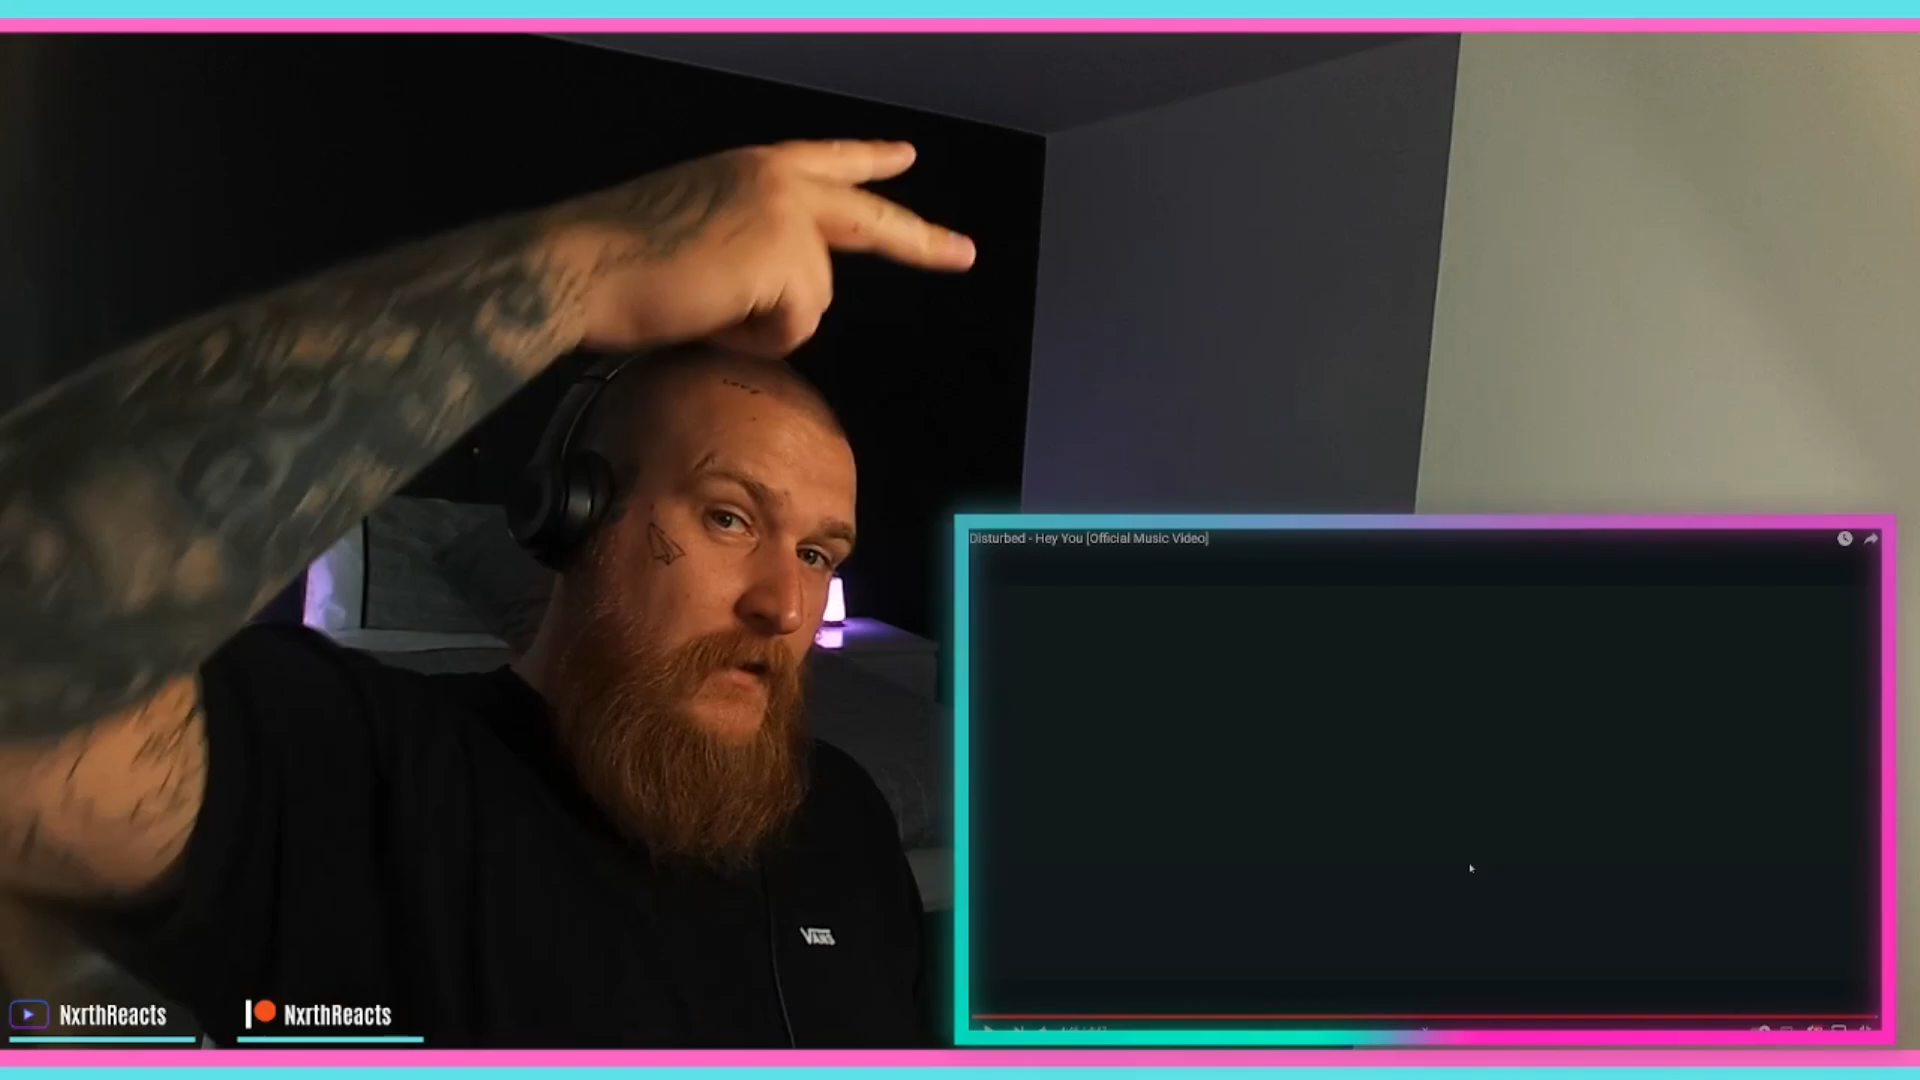 Disturbed - Hey You [Official Music Video]
VANS
NxrthReacts
NxrthReacts